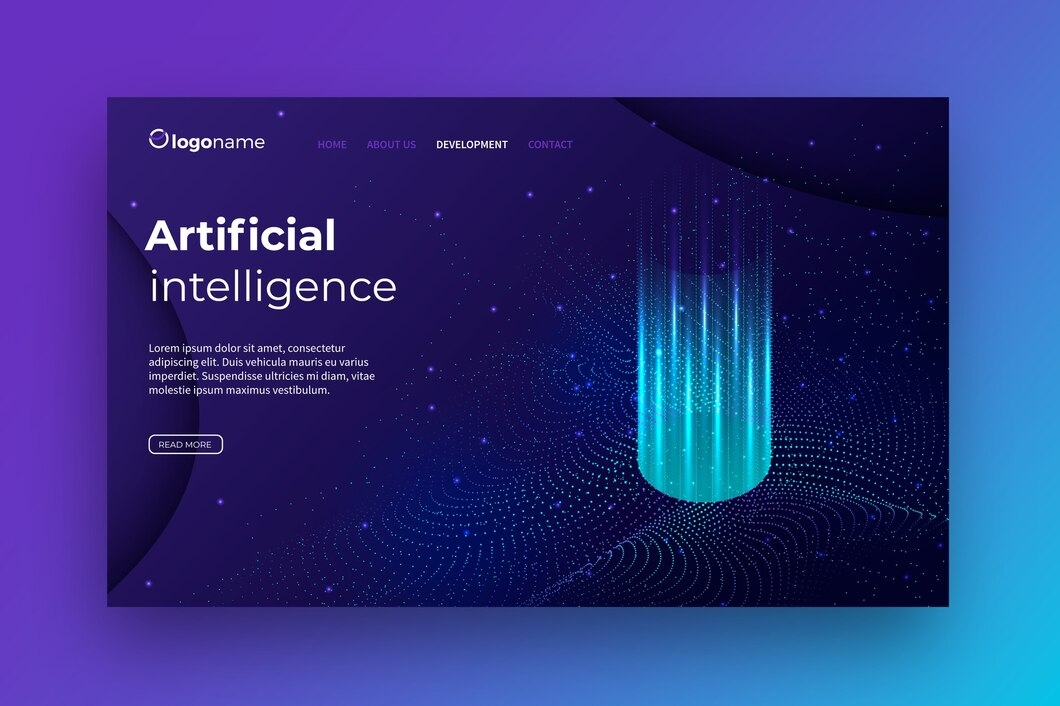 logoname
HOME ABOUT US DEVELOPMENT CONTACT
Artificial
intelligence
Lorem ipsum dolor sit amet, consectetur
adipiscing elit. Duis vehicula mauris eu varius
imperdiet. Suspendisse ultricies mi diam, vitae
molestie ipsum maximus vestibulum.
READ MORE